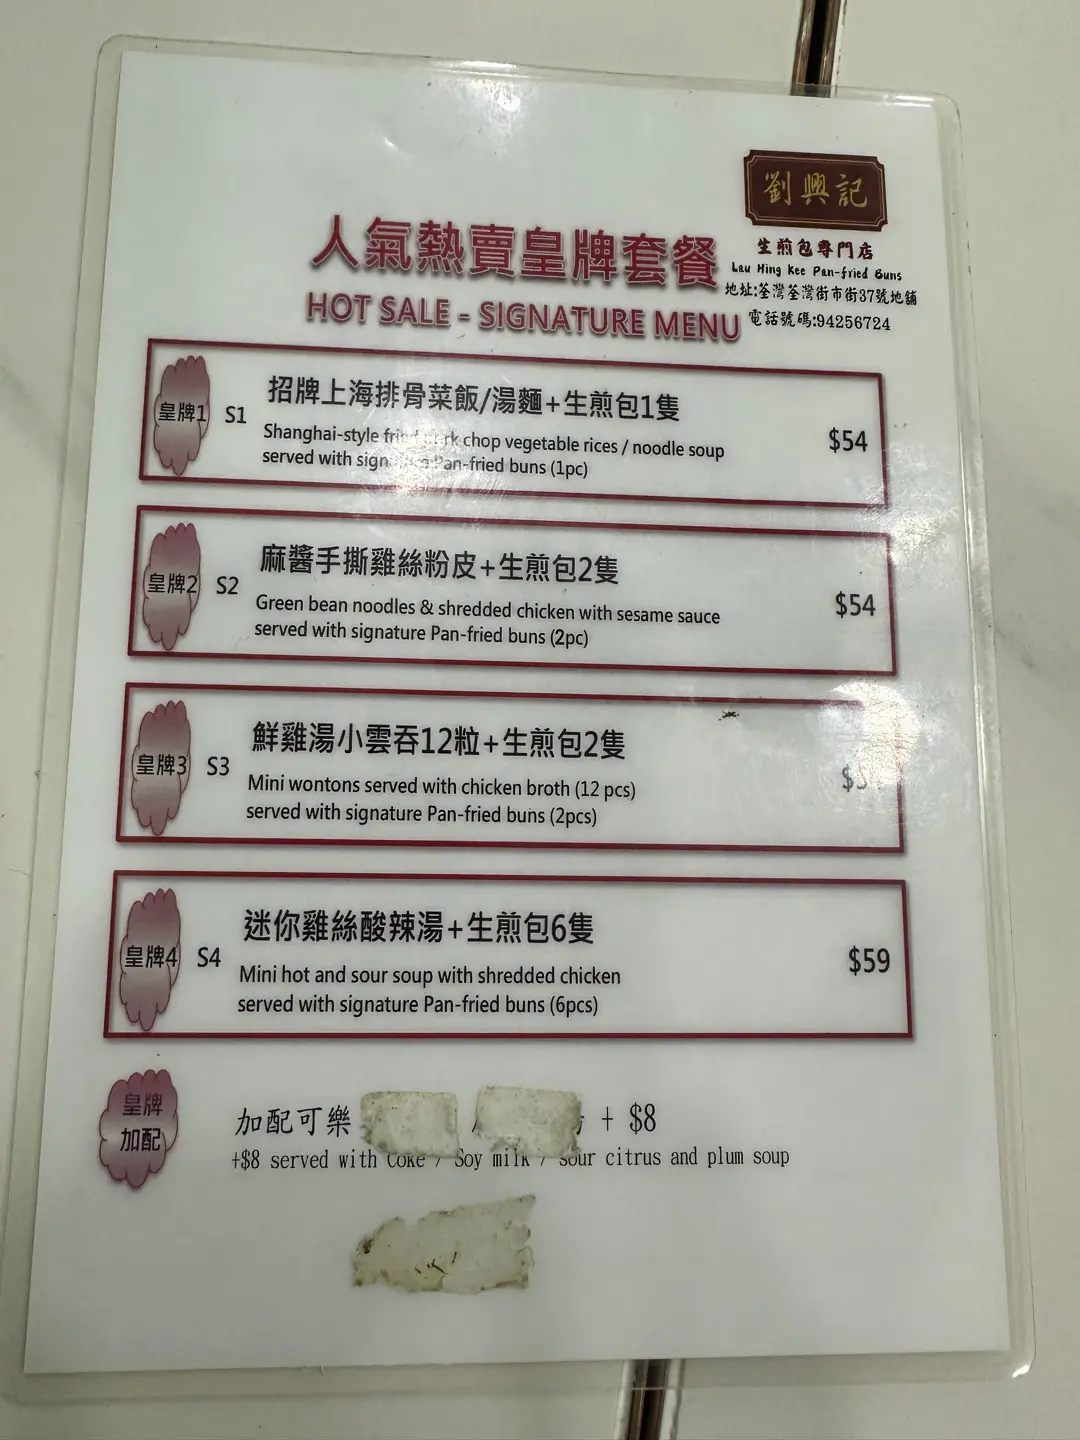 劉興記
生煎包專門店
Lau Hing Kee Pan-fried Buns
地址:荃灣荃灣街市街37號地舖
電話號碼:94256724
人氣熱賣皇牌套餐
HOT SALE - SIGNATURE MENU
皇牌1 S1 招牌上海排骨菜飯/湯麵+生煎包1隻
Shanghai-style fried pork chop vegetable rices / noodle soup
served with signature Pan-fried buns (1pc)
$54
皇牌2 S2 麻醬手撕雞絲粉皮+生煎包2隻
Green bean noodles & shredded chicken with sesame sauce
served with signature Pan-fried buns (2pc)
$54
皇牌3 S3 鮮雞湯小雲吞12粒+生煎包2隻
Mini wontons served with chicken broth (12 pcs)
served with signature Pan-fried buns (2pcs)
皇牌4 S4 迷你雞絲酸辣湯+生煎包6隻
Mini hot and sour soup with shredded chicken
served with signature Pan-fried buns (6pcs)
$59
皇牌
加配
加配可樂 + $8
+$8 served with Coke / Soy milk / Sour citrus and plum soup